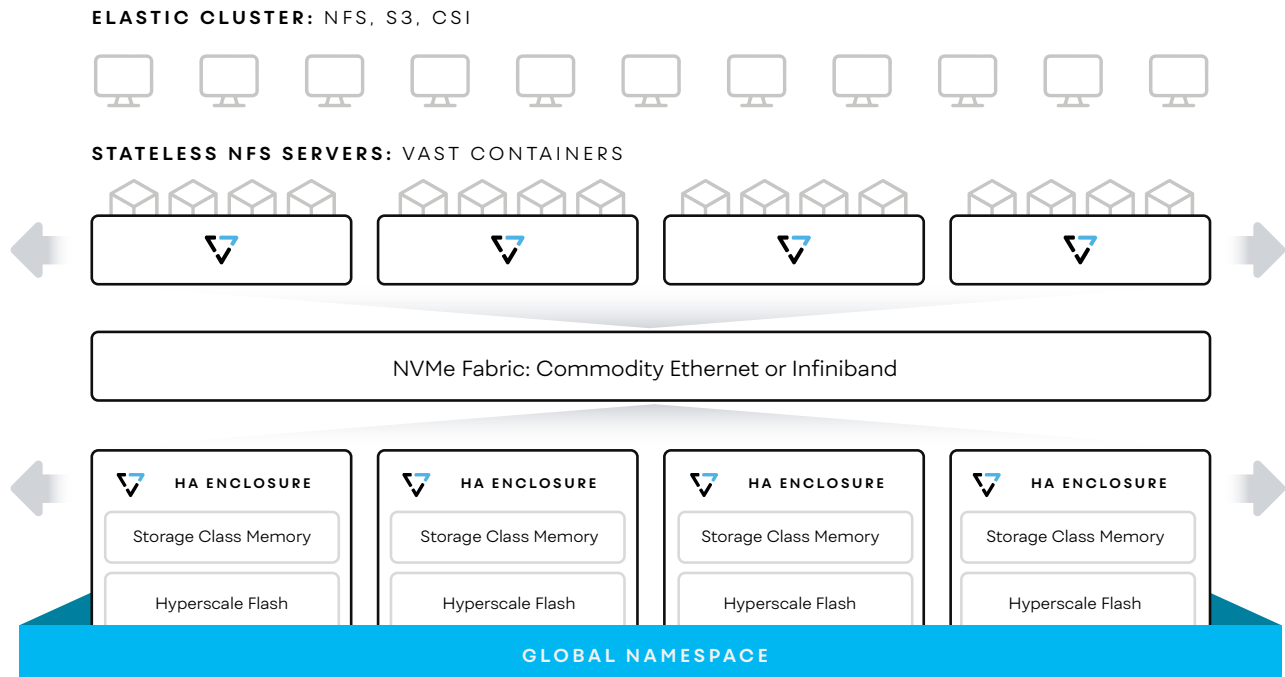 ELASTIC CLUSTER: NFS, S3, CSI
STATELESS NFS SERVERS: VAST CONTAINERS
NVMe Fabric: Commodity Ethernet or Infiniband
HA ENCLOSURE HA ENCLOSURE HA ENCLOSURE HA ENCLOSURE
Storage Class Memory Storage Class Memory Storage Class Memory Storage Class Memory
Hyperscale Flash Hyperscale Flash Hyperscale Flash Hyperscale Flash
GLOBAL NAMESPACE